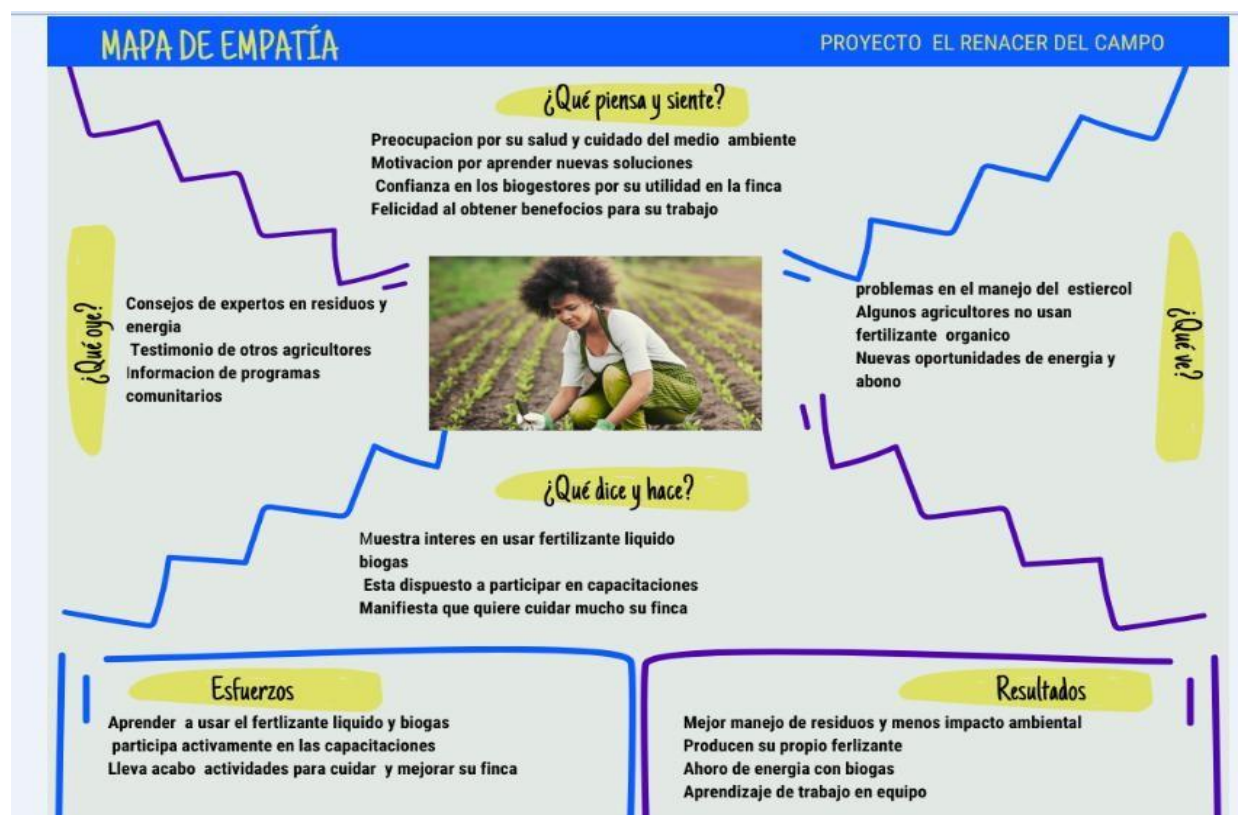 MAPA DE EMPATÍA
PROYECTO EL RENACER DEL CAMPO
¿Qué piensa y siente?
Preocupacion por su salud y cuidado del medio ambiente
Motivacion por aprender nuevas soluciones
Confianza en los biogestores por su utilidad en la finca
Felicidad al obtener benefocios para su trabajo
¿Qué oye?
Consejos de expertos en residuos y
energia
Testimonio de otros agricultores
Informacion de programas
comunitarios
problemas en el manejo del estiercol
Algunos agricultores no usan
fertilizante organico
Nuevas oportunidades de energia y
abono
¿Qué ve?
¿Qué dice y hace?
Muestra interes en usar fertilizante liquido
biogas
Esta dispuesto a participar en capacitaciones
Manifiesta que quiere cuidar mucho su finca
Esfuerzos
Aprender a usar el fertlizante liquido y biogas
participa activamente en las capacitaciones
Lleva acabo actividades para cuidar y mejorar su finca
Resultados
Mejor manejo de residuos y menos impacto ambiental
Producen su propio ferlizante
Ahoro de energia con biogas
Aprendizaje de trabajo en equipo